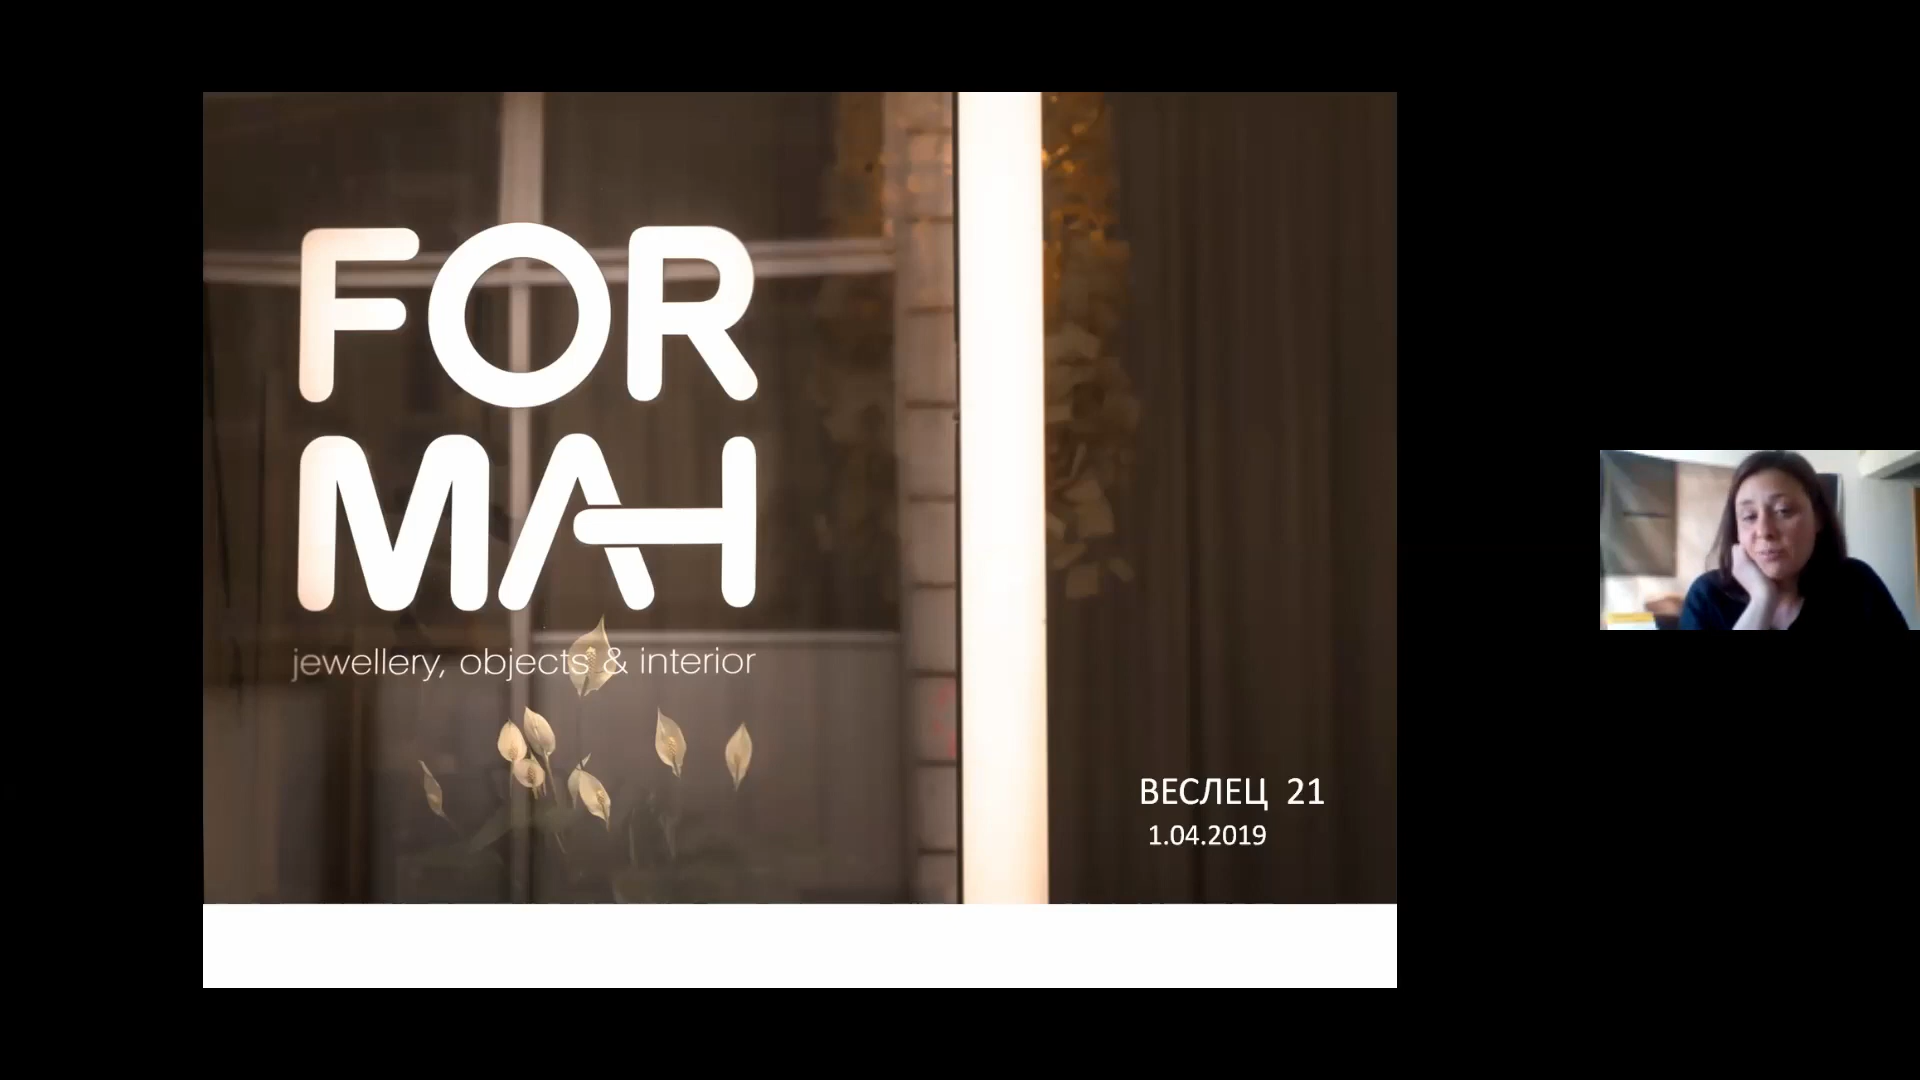 FOR
MAH
jewellery, objects & interior
ВЕСЛЕЦ 21
1.04.2019